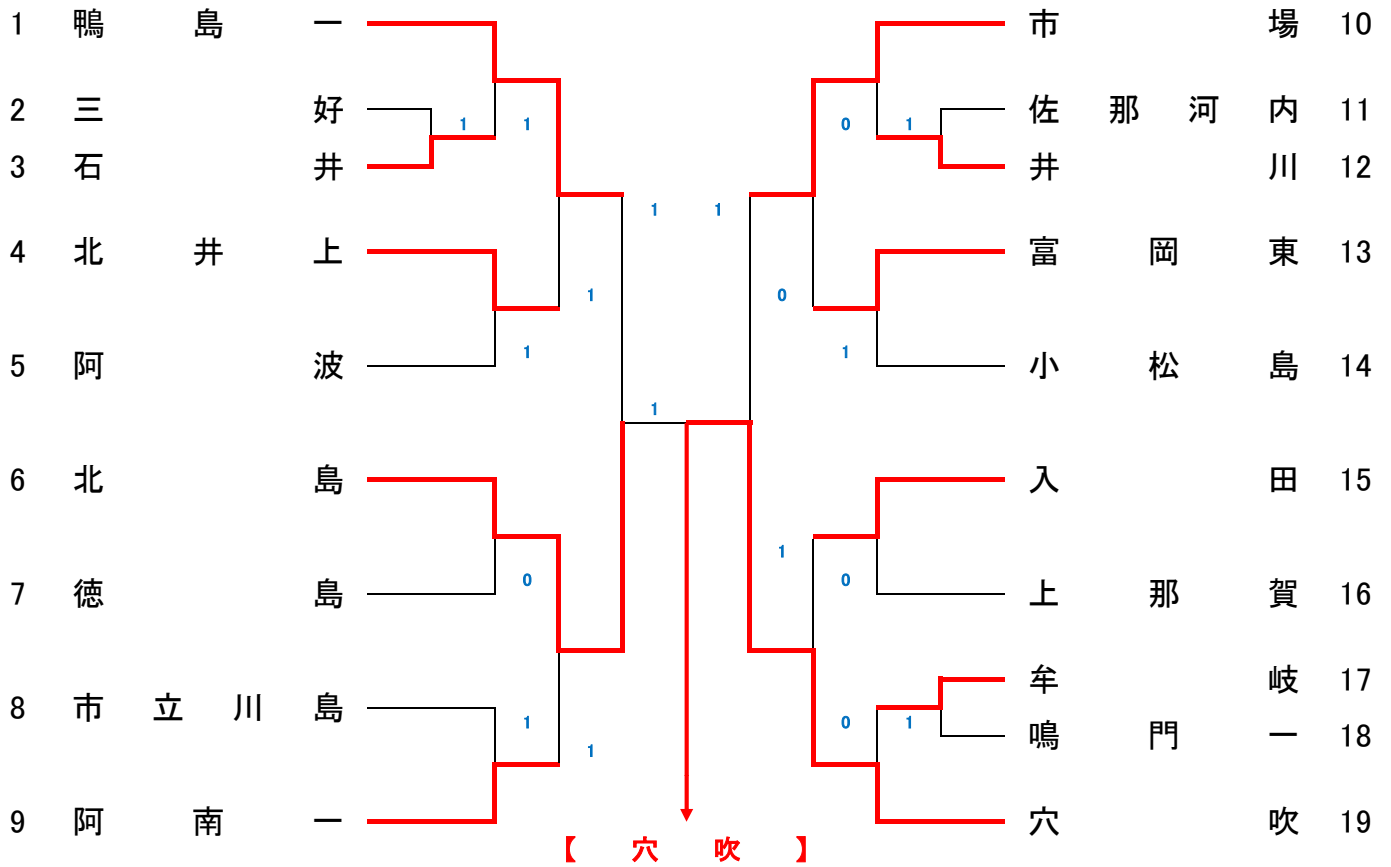 1 鴨島一
市場 10
2 三好
佐那河内 11
1 1
0 1
3 石井
井川 12
1 1
4 北井上
富岡東 13
1
0
1
1
5 阿波
小松島 14
1
6 北島
入田 15
1
0
0
7 徳島
上那賀 16
牟岐 17
8 市立川島
1
0 1
鳴門一 18
1
9 阿南一
穴吹 19
【 穴吹 】